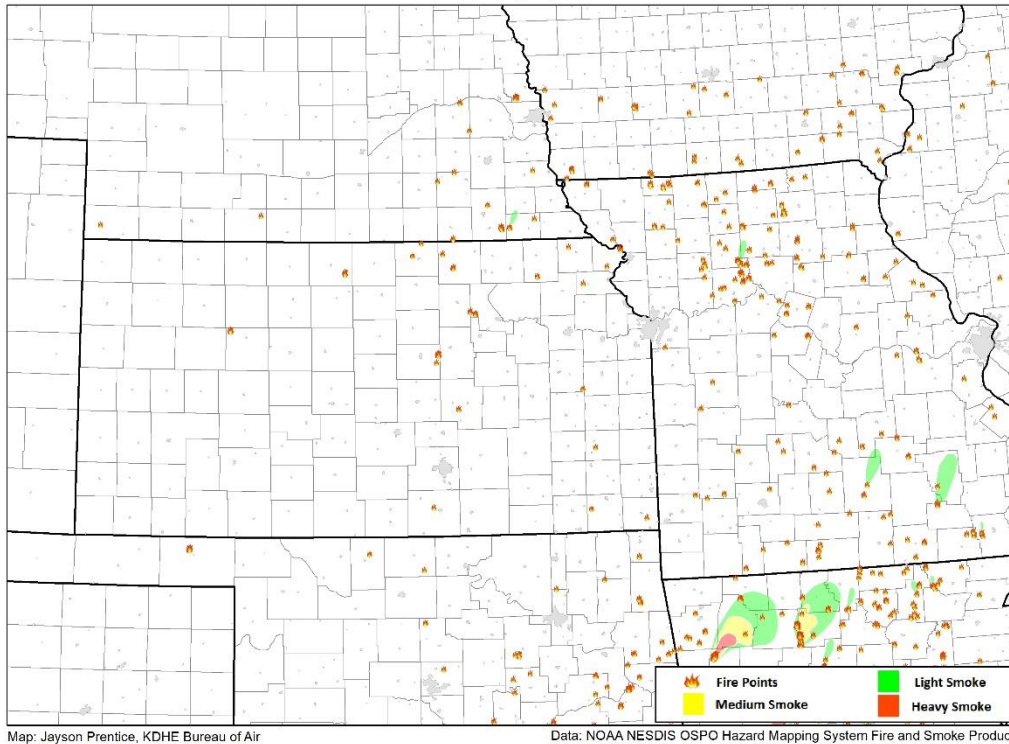 Fire Points
Light Smoke
Medium Smoke
Heavy Smoke
Map: Jayson Prentice, KDHE Bureau of Air
Data: NOAA NESDIS OSPO Hazard Mapping System Fire and Smoke Produc